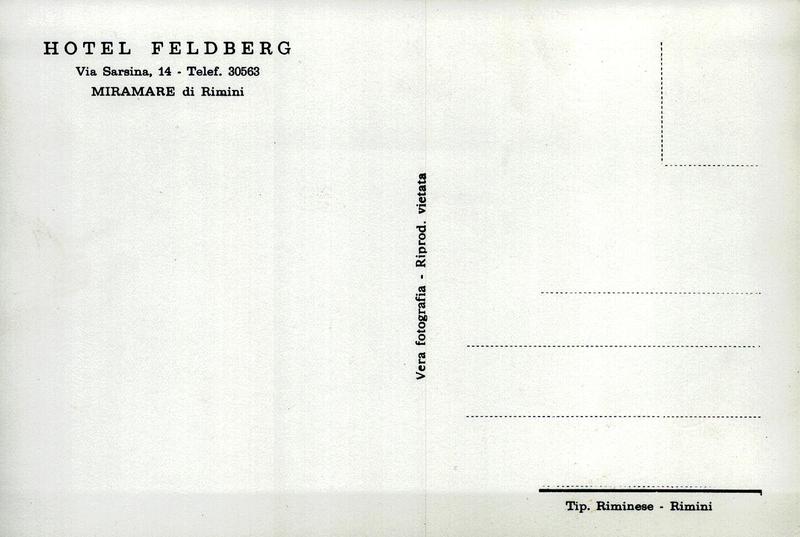 HOTEL FELDBERG
Via Sarsina, 14 - Telef. 30563
MIRAMARE di Rimini
Vera fotografia - Riprod. vietata
Tip. Riminese - Rimini